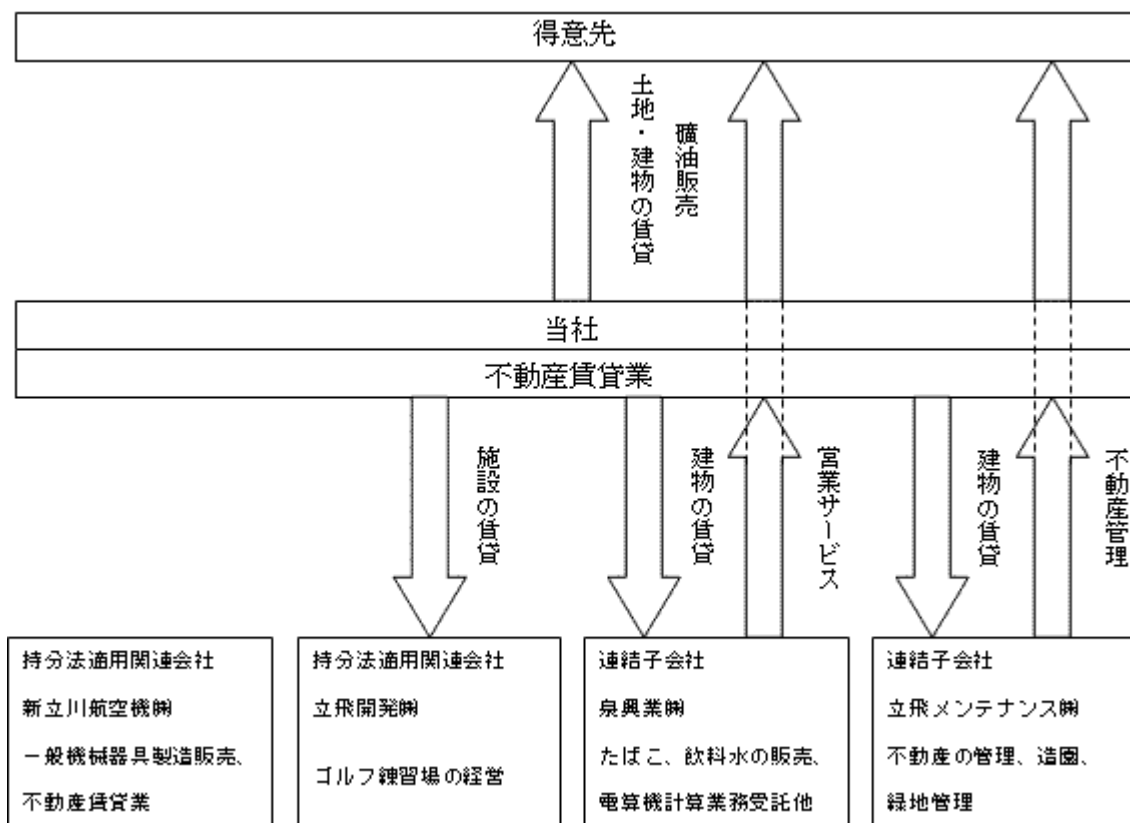 得意先
土地・建物の賃貸
礦油販売
当社
不動産賃貸業
施設の賃貸
建物の賃貸
営業サービス
建物の賃貸
不動産管理
持分法適用関連会社
新立川航空機㈱
一般機械器具製造販売、
不動産賃貸業
持分法適用関連会社
立飛開発㈱
ゴルフ練習場の経営
連結子会社
泉興業㈱
たばこ、飲料水の販売、
電算機計算業務受託他
連結子会社
立飛メンテナンス㈱
不動産の管理、造園、
緑地管理